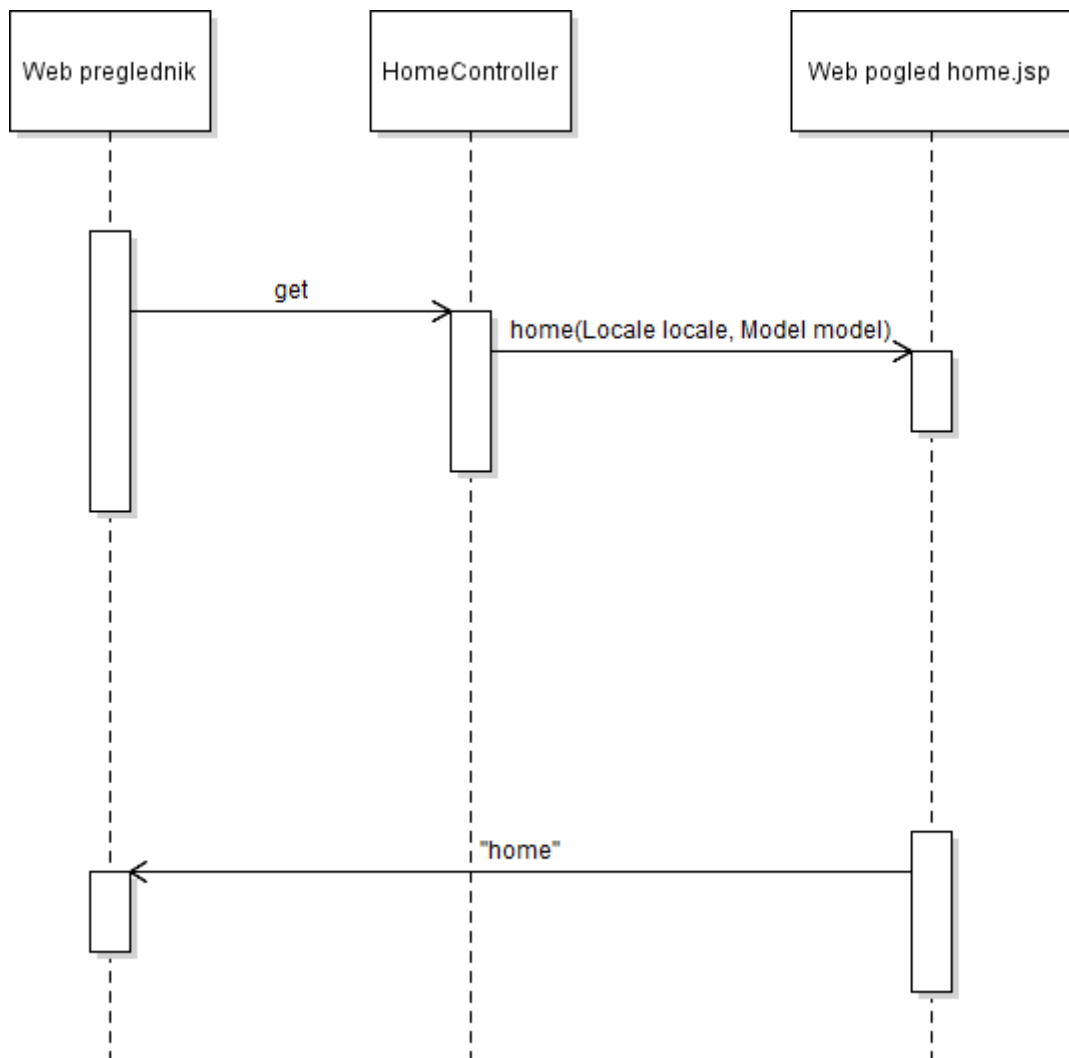 Web preglednik
HomeController
Web pogled home.jsp
get
home(Locale locale, Model model)
"home"